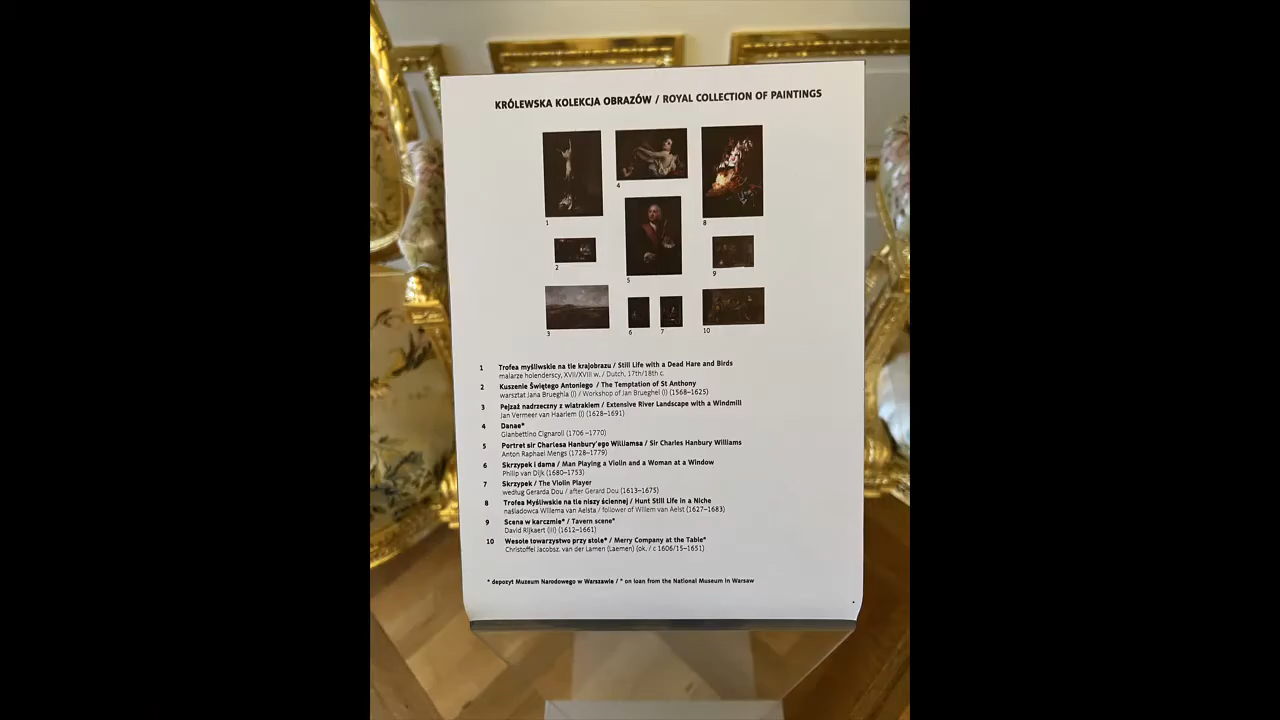 KRÓLEWSKA KOLEKCJA OBRAZÓW / ROYAL COLLECTION OF PAINTINGS
1
4
8
2
5
9
3
6
7
10
1 Trofea myśliwskie na tle krajobrazu / Still Life with a Dead Hare and Birds
malarze holenderscy, XVII/XVIII w. / Dutch, 17th/18th c.
2 Kuszenie Świętego Antoniego / The Temptation of St Anthony
warsztat Jana Brueghla (I) / Workshop of Jan Brueghel (I) (1568–1625)
3 Pejzaż nadrzeczny z wiatrakiem / Extensive River Landscape with a Windmill
Jan Vermeer van Haarlem (I) (1628–1691)
4 Danae*
Gianbettino Cignaroli (1706 –1770)
5 Portret sir Charlesa Hanbury'ego Williamsa / Sir Charles Hanbury Williams
Anton Raphael Mengs (1728–1779)
6 Skrzypek i dama / Man Playing a Violin and a Woman at a Window
Philip van Dijk (1680–1753)
7 Skrzypek / The Violin Player
według Gerarda Dou / after Gerard Dou (1613–1675)
8 Trofea Myśliwskie na tle niszy ściennej / Hunt Still Life in a Niche
naśladowca Willema van Aelsta / follower of Willem van Aelst (1627–1683)
9 Scena w karczmie* / Tavern scene*
David Rijkaert (III) (1612–1661)
10 Wesołe towarzystwo przy stole* / Merry Company at the Table*
Christoffel Jacobsz. van der Lamen (Laemen) (ok. / c 1606/15–1651)
* depozyt Muzeum Narodowego w Warszawie / * on loan from the National Museum in Warsaw